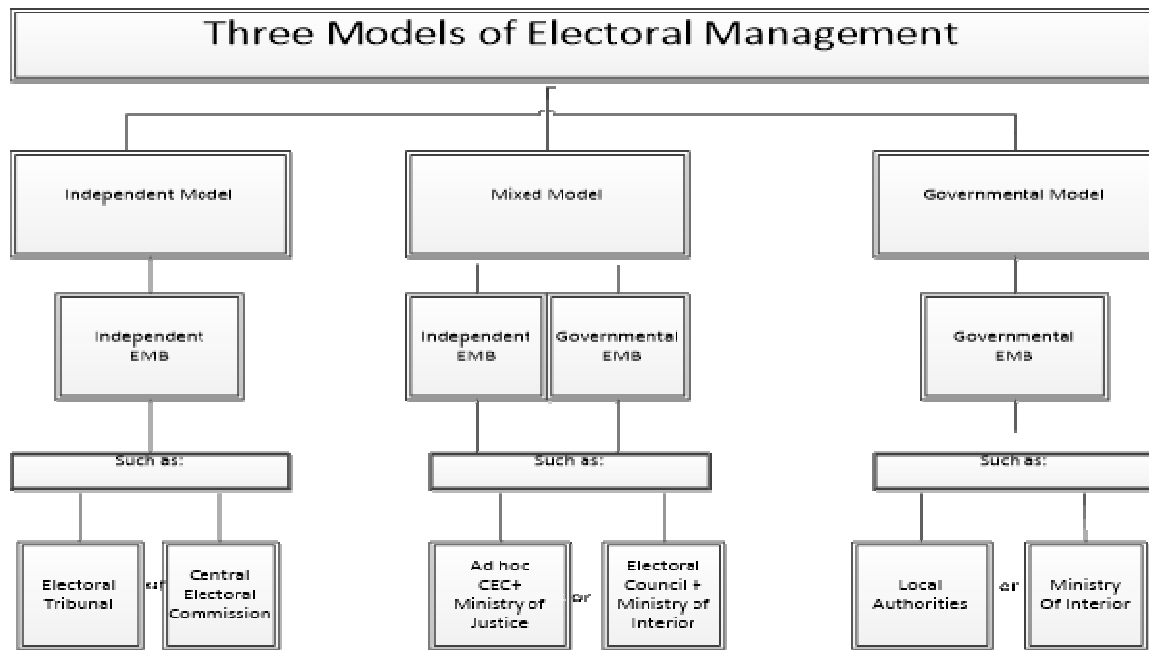 Three Models of Electoral Management
Independent Model
Mixed Model
Governmental Model
Independent
EMB
Independent
EMB
Governmental
EMB
Governmental
EMB
Such as:
Such as:
Such as:
Electoral
Tribunal
Central
Electoral
Commission
Ad hoc
CEC+
Ministry of
Justice
or
Electoral
Council +
Ministry of
Interior
Local
Authorities
or
Ministry
Of Interior